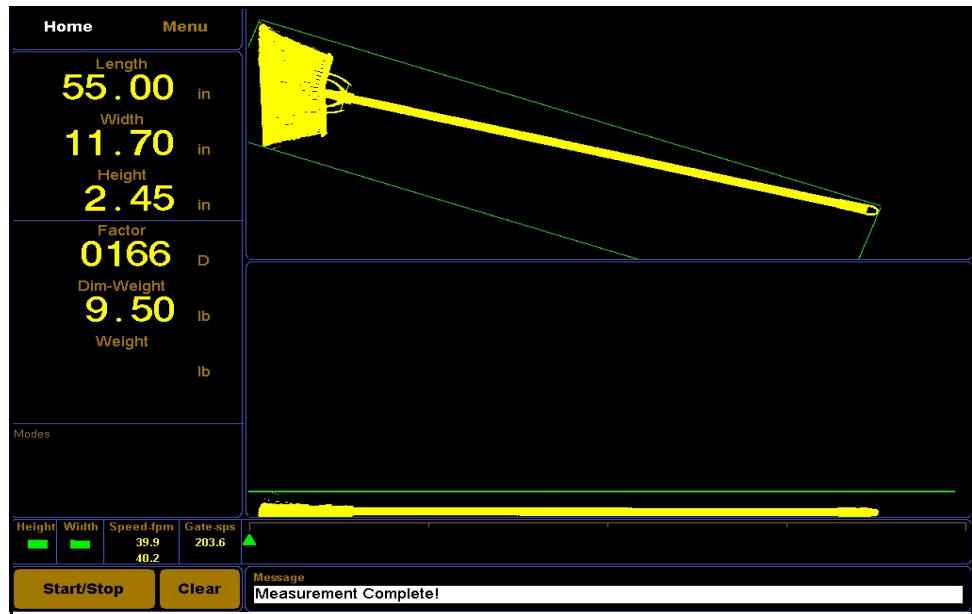 Home Menu
Length
55.00 in
Width
11.70 in
Height
2.45 in
Factor
0166 D
Dim-Weight
9.50 lb
Weight
lb
Modes
Height Width Speed-fpm Gate-sps
39.9 203.6
40.2
Start/Stop Clear
Message
Measurement Complete!